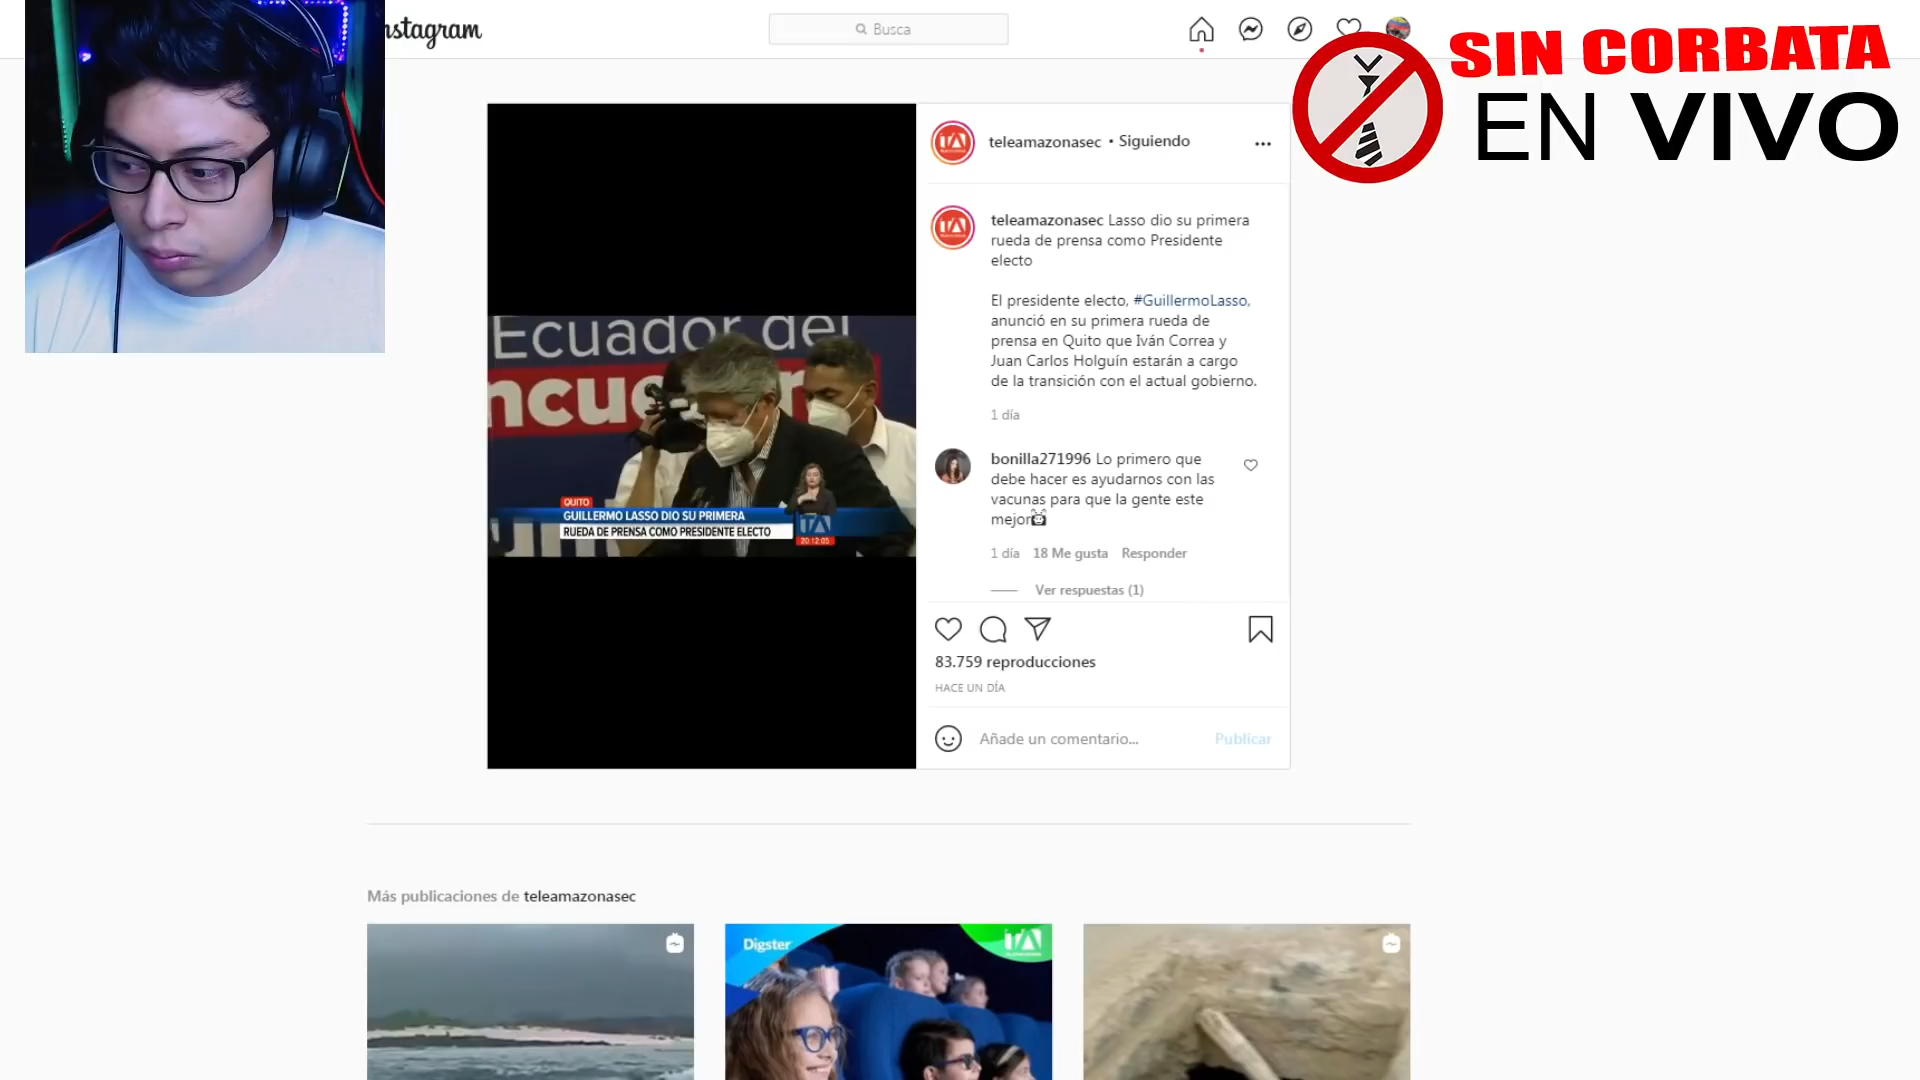 nstagram
Busca
SIN CORBATA
EN VIVO
teleamazonasec • Siguiendo
teleamazonasec Lasso dio su primera
rueda de prensa como Presidente
electo
El presidente electo, #GuillermoLasso,
anunció en su primera rueda de
prensa en Quito que Iván Correa y
Juan Carlos Holguín estarán a cargo
de la transición con el actual gobierno.
1 día
bonilla271996 Lo primero que
debe hacer es ayudarnos con las
vacunas para que la gente este
mejor
1 día 18 Me gusta Responder
Ver respuestas (1)
83.759 reproducciones
HACE UN DÍA
Añade un comentario... Publicar
Ecuador del
ncue
QUITO
GUILLERMO LASSO DIO SU PRIMERA
RUEDA DE PRENSA COMO PRESIDENTE ELECTO
20:12:05
Más publicaciones de teleamazonasec
Digster